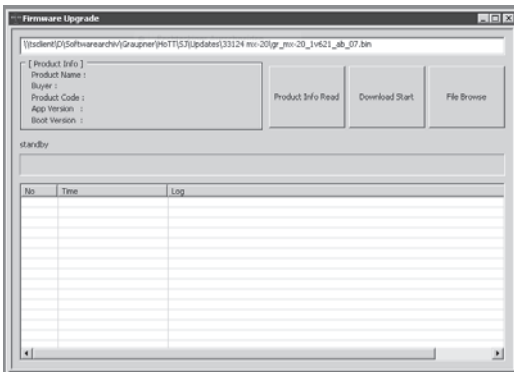 Firmware Upgrade
\\tsclient\D\Softwarearchiv\Graupner\HoTT\SJ\Updates\33124 mx-20\gr_mx-20_1v621_ab_07.bin
[ Product Info ]
Product Name :
Buyer :
Product Code :
App Version :
Boot Version :
Product Info Read
Download Start
File Browse
standby
No Time Log